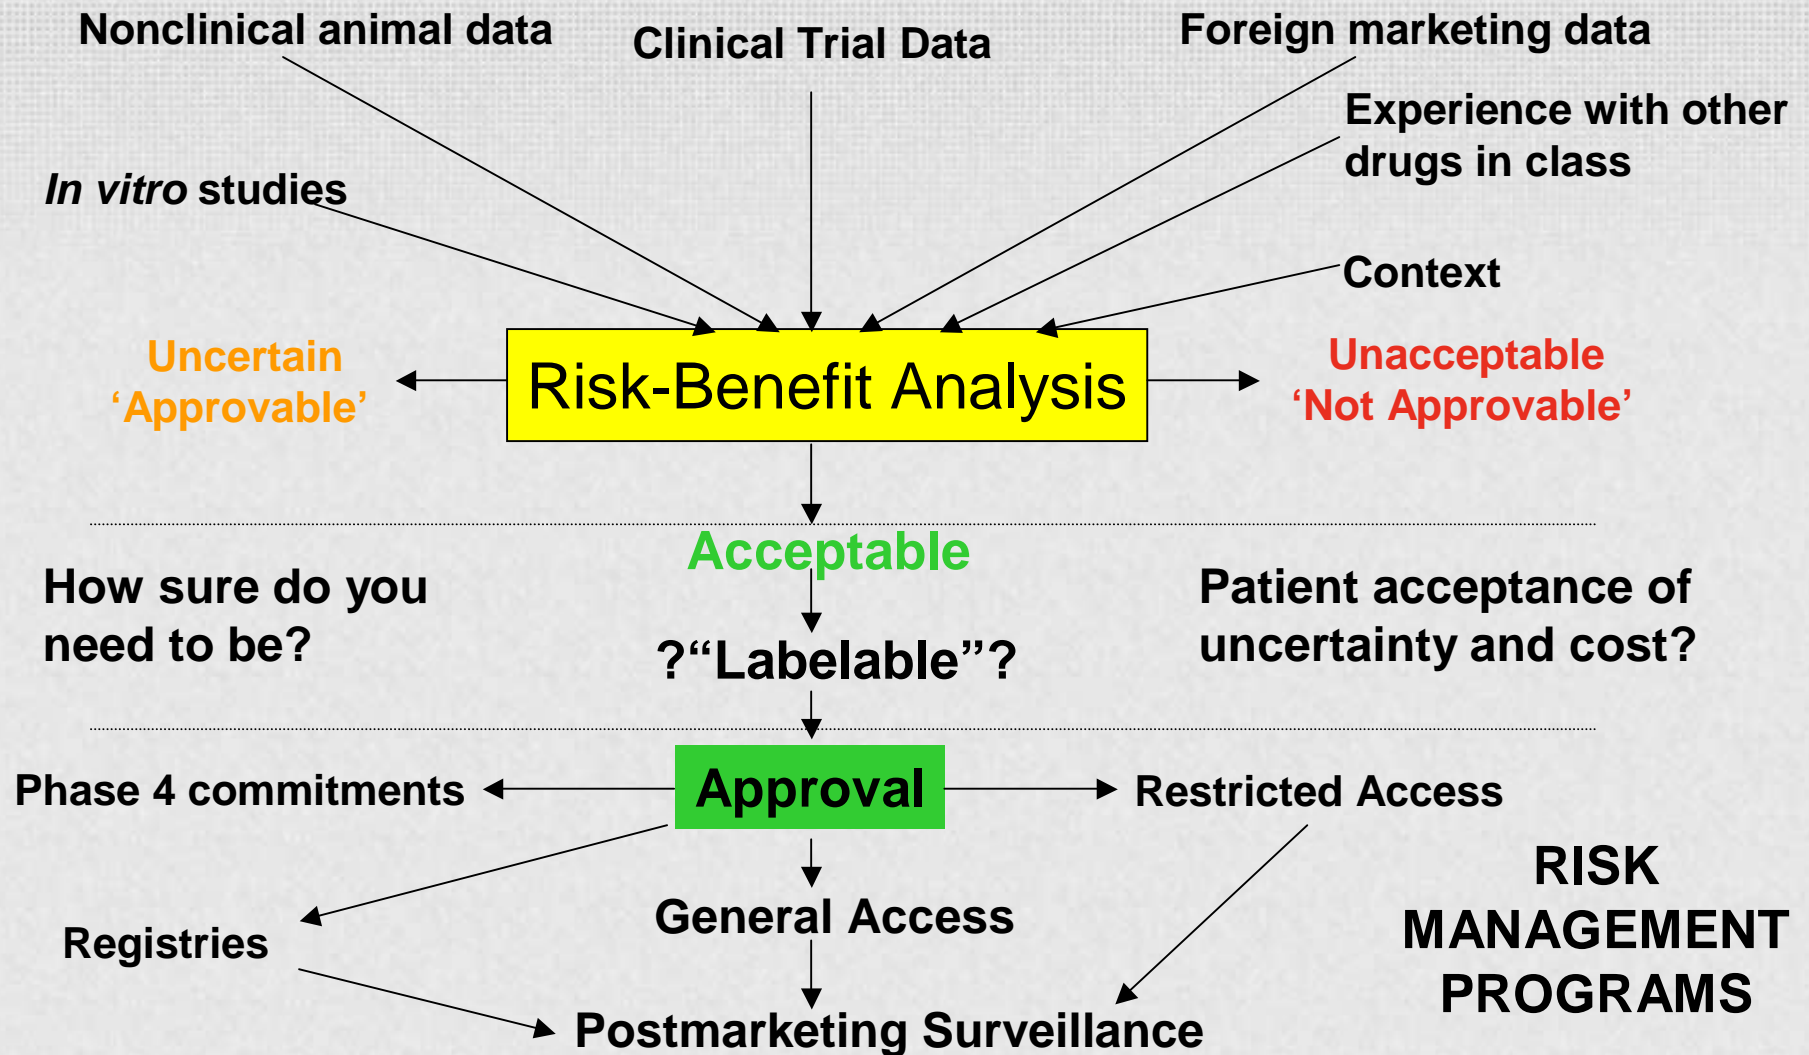 Nonclinical animal data
Clinical Trial Data
Foreign marketing data
Experience with other
drugs in class
In vitro studies
Context
Uncertain
‘Approvable’
Risk-Benefit Analysis
Unacceptable
‘Not Approvable’
Acceptable
How sure do you
need to be?
Patient acceptance of
uncertainty and cost?
?“Labelable”?
Phase 4 commitments
Approval
Restricted Access
General Access
Registries
RISK
MANAGEMENT
PROGRAMS
Postmarketing Surveillance